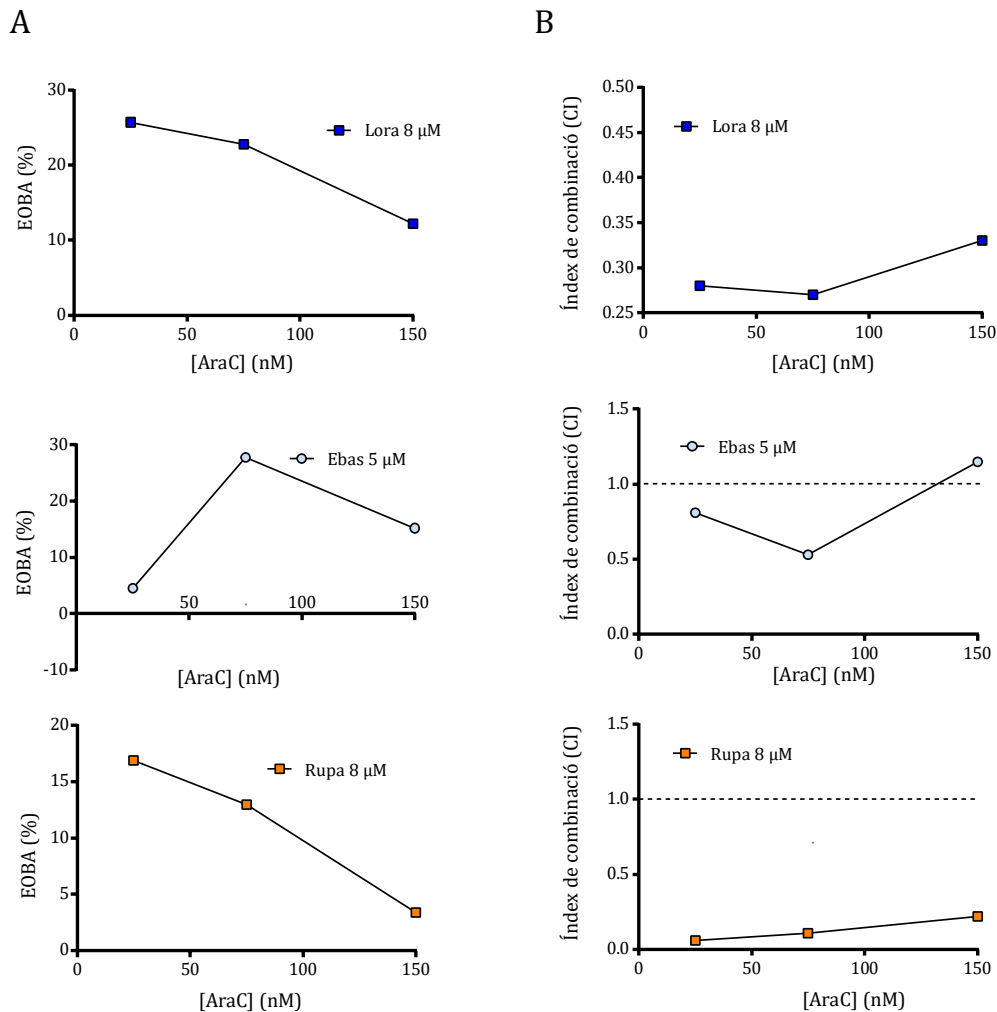 A
B
30
20
10
0
EOBA (%)
Lora 8 μM
0
50
100
150
[AraC] (nM)
0.50
0.45
0.40
0.35
0.30
0.25
Índex de combinació (CI)
Lora 8 μM
0
50
100
150
[AraC] (nM)
30
20
10
0
-10
EOBA (%)
Ebas 5 μM
50
100
150
[AraC] (nM)
1.5
1.0
0.5
0.0
Índex de combinació (CI)
Ebas 5 μM
0
50
100
150
[AraC] (nM)
20
15
10
5
0
EOBA (%)
Rupa 8 μM
0
50
100
150
[AraC] (nM)
1.5
1.0
0.5
0.0
Índex de combinació (CI)
Rupa 8 μM
0
50
100
150
[AraC] (nM)